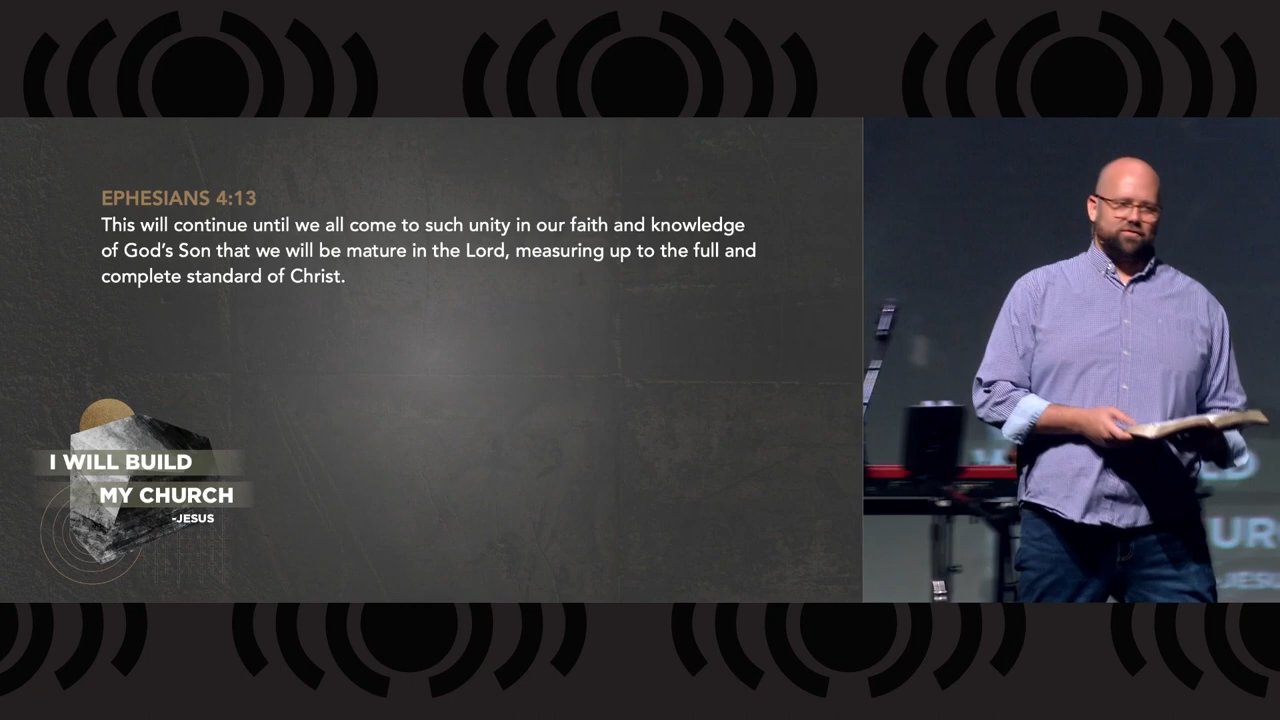 EPHESIANS 4:13
This will continue until we all come to such unity in our faith and knowledge
of God's Son that we will be mature in the Lord, measuring up to the full and
complete standard of Christ.
I WILL BUILD
MY CHURCH
-JESUS